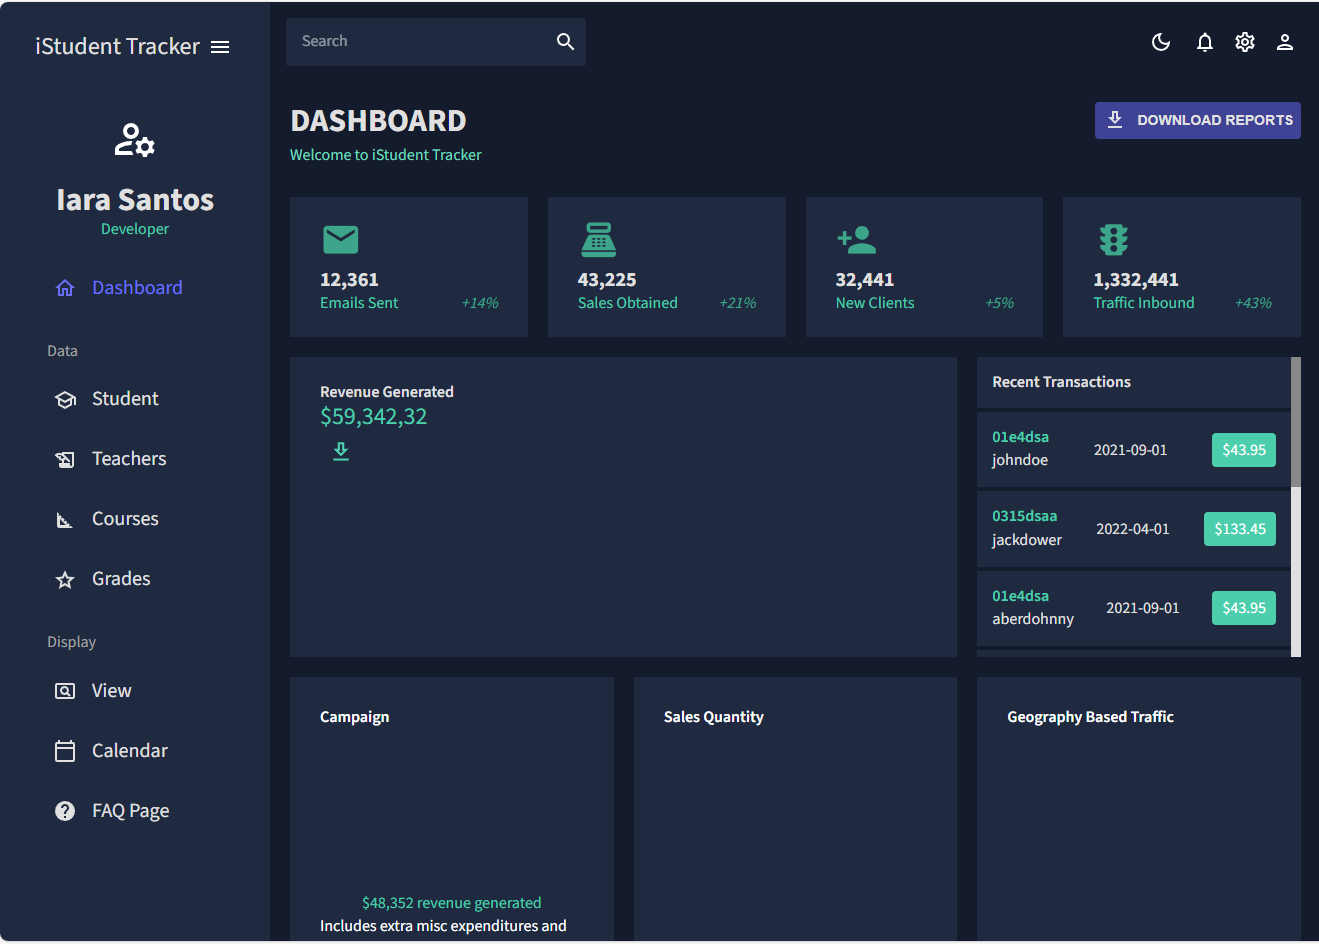 iStudent Tracker
Search
Iara Santos
Developer
Dashboard
Data
Student
Teachers
Courses
Grades
Display
View
Calendar
FAQ Page
DASHBOARD
Welcome to iStudent Tracker
DOWNLOAD REPORTS
12,361
Emails Sent +14%
43,225
Sales Obtained +21%
32,441
New Clients +5%
1,332,441
Traffic Inbound +43%
Revenue Generated
$59,342,32
Recent Transactions
01e4dsa
johndoe
2021-09-01
$43.95
0315dsaa
jackdower
2022-04-01
$133.45
01e4dsa
aberdohnny
2021-09-01
$43.95
Campaign
$48,352 revenue generated
Includes extra misc expenditures and
Sales Quantity
Geography Based Traffic